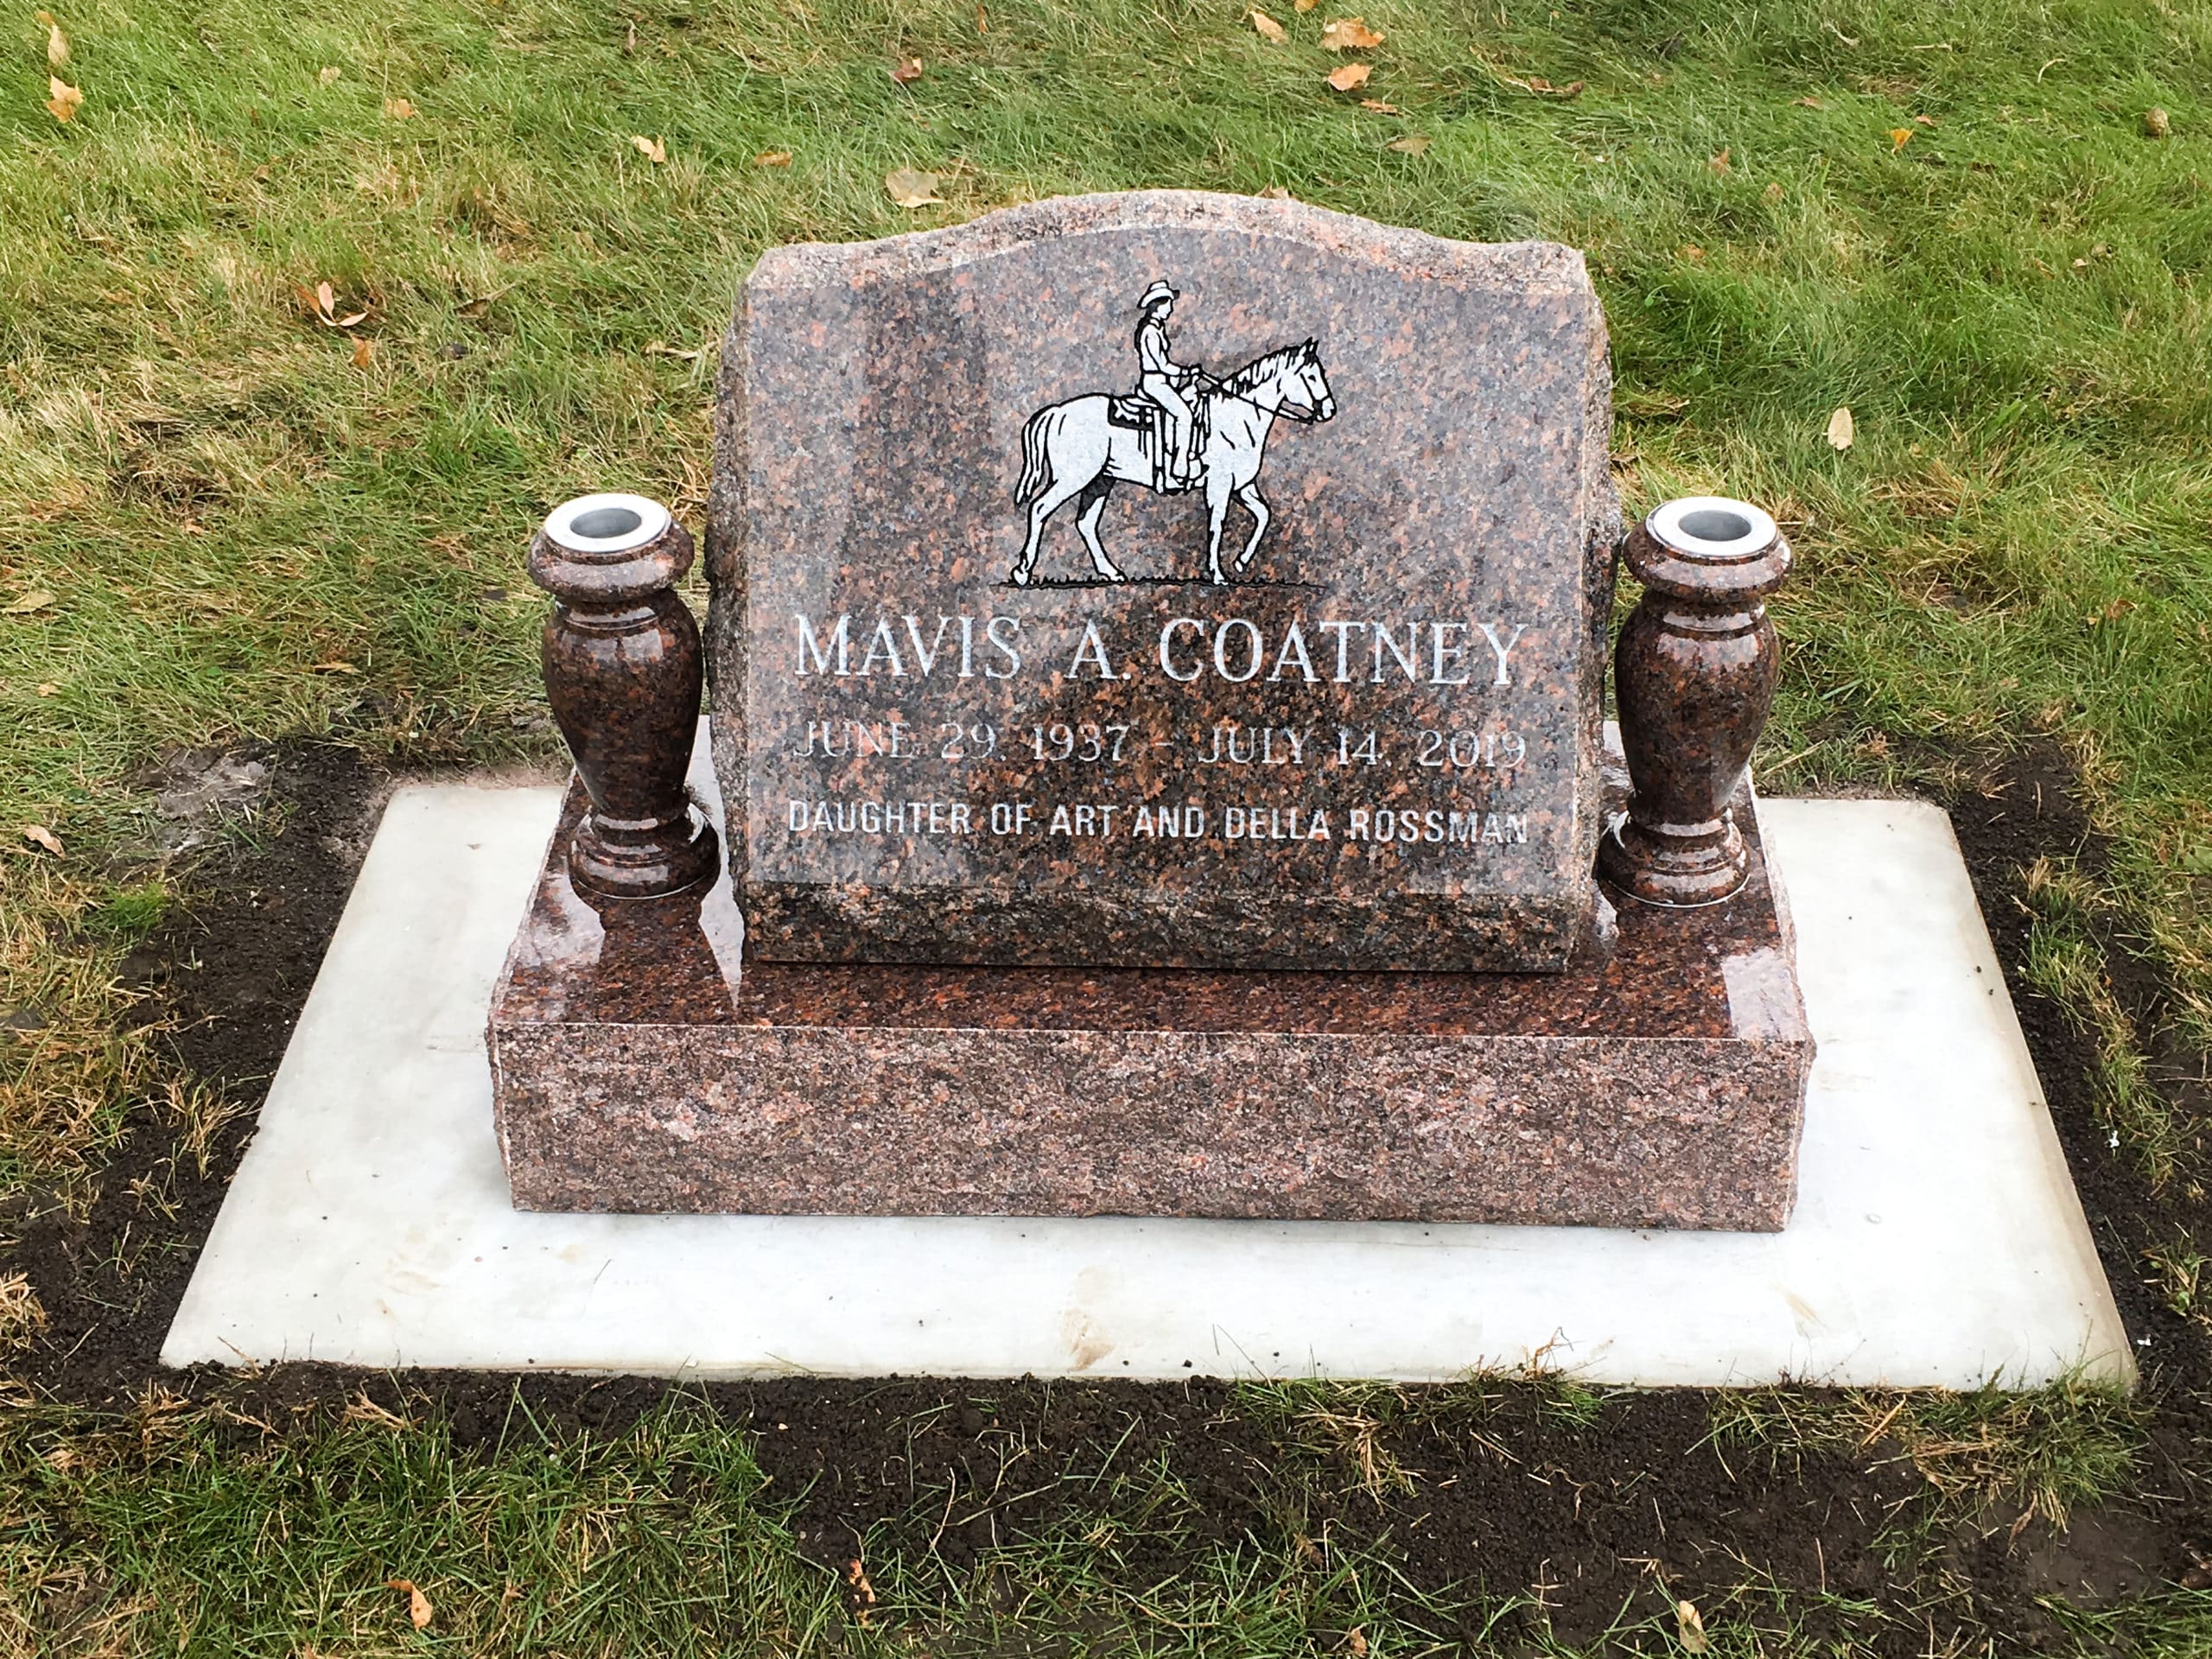 MAVIS A. COATNEY
JUNE 29, 1937 - JULY 14, 2019
DAUGHTER OF ART AND DELLA ROSSMAN